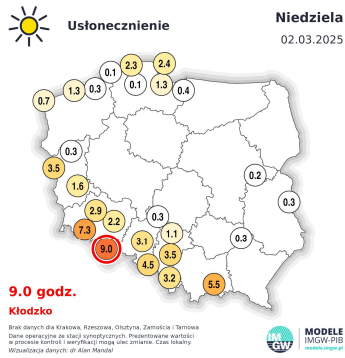 Usłonecznienie
Niedziela
02.03.2025
0.1
2.3
2.4
0.7
1.3
0.3
0.1
1.3
0.4
0.3
3.5
1.6
0.2
0.3
2.9
2.2
0.3
7.3
9.0
3.1
1.1
0.3
3.5
4.5
3.2
5.5
9.0 godz.
Kłodzko
Brak danych dla Krakowa, Rzeszowa, Olsztyna, Zamościa i Tarnowa
Dane operacyjne ze stacji synoptycznych. Prezentowane wartości
w procesie kontroli i weryfikacji mogą ulec zmianie. Czas lokalny.
Wizualizacja danych: dr Alan Mandal
IM
GW
MODELE
IMGW-PIB
modele.imgw.pl